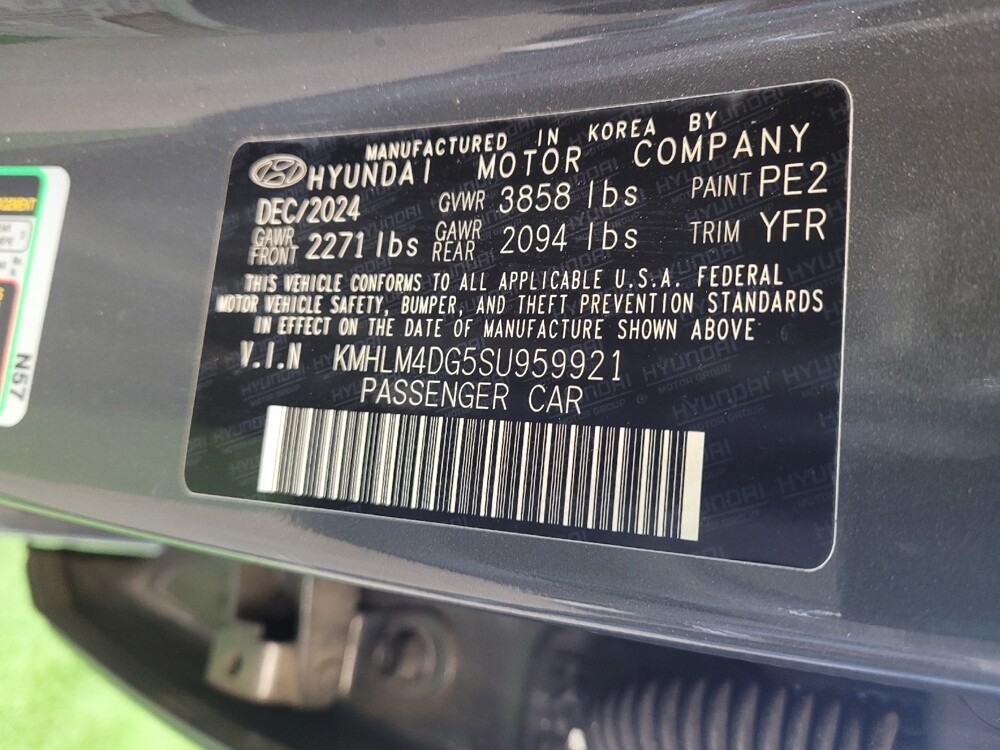 MANUFACTURED IN KOREA BY
HYUNDAI MOTOR COMPANY
DEC/2024 GVWR 3858 lbs PAINT PE2
GAWR FRONT 2271 lbs GAWR REAR 2094 lbs TRIM YFR
THIS VEHICLE CONFORMS TO ALL APPLICABLE U.S.A. FEDERAL
MOTOR VEHICLE SAFETY, BUMPER, AND THEFT PREVENTION STANDARDS
IN EFFECT ON THE DATE OF MANUFACTURE SHOWN ABOVE
V.I.N KMHLM4DG5SU959921
PASSENGER CAR
N57